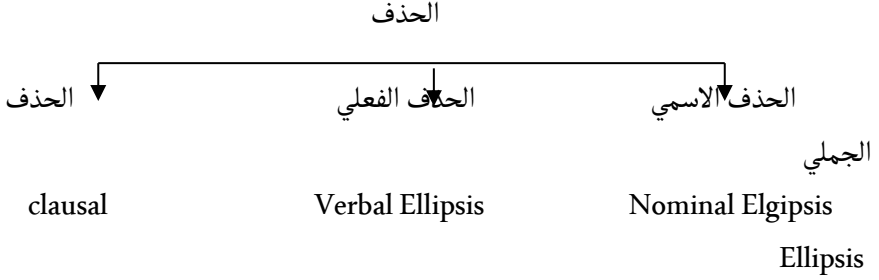 الحذف
الحذف الاسمي الحذف الفعلي الحذف
الجملي
Nominal Elgipsis Verbal Ellipsis clausal
Ellipsis